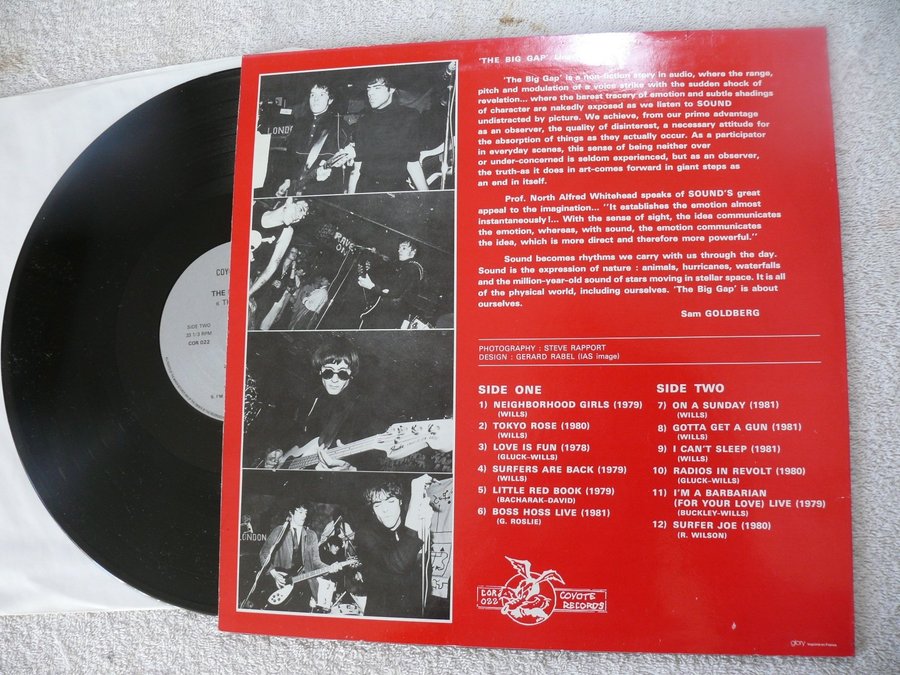 'THE BIG GAP'
'The Big Gap' is a non-fiction story in audio, where the range,
pitch and modulation of a voice strike with the sudden shock of
revelation... where the barest tracery of emotion and subtle shadings
of character are nakedly exposed as we listen to SOUND
undistracted by picture. We achieve, from our prime advantage
as an observer, the quality of disinterest, a necessary attitude for
the absorption of things as they actually occur. As a participator
in everyday scenes, this sense of being neither over
or under-concerned is seldom experienced, but as an observer,
the truth-as it does in art-comes forward in giant steps as
an end in itself.
Prof. North Alfred Whitehead speaks of SOUND'S great
appeal to the imagination... "It establishes the emotion almost
instantaneously!... With the sense of sight, the idea communicates
the emotion, whereas, with sound, the emotion communicates
the idea, which is more direct and therefore more powerful."
Sound becomes rhythms we carry with us through the day.
Sound is the expression of nature : animals, hurricanes, waterfalls
and the million-year-old sound of stars moving in stellar space. It is all
of the physical world, including ourselves. 'The Big Gap' is about
ourselves.
Sam GOLDBERG
PHOTOGRAPHY : STEVE RAPPORT
DESIGN : GERARD RABEL (IAS image)
SIDE ONE
1) NEIGHBORHOOD GIRLS (1979)
(WILLS)
2) TOKYO ROSE (1980)
(WILLS)
3) LOVE IS FUN (1978)
(GLUCK-WILLS)
4) SURFERS ARE BACK (1979)
(WILLS)
5) LITTLE RED BOOK (1979)
(BACHARAK-DAVID)
6) BOSS HOSS LIVE (1981)
(G. ROSLIE)
SIDE TWO
7) ON A SUNDAY (1981)
(WILLS)
8) GOTTA GET A GUN (1981)
(WILLS)
9) I CAN'T SLEEP (1981)
(WILLS)
10) RADIOS IN REVOLT (1980)
(GLUCK-WILLS)
11) I'M A BARBARIAN
(FOR YOUR LOVE) LIVE (1979)
(BUCKLEY-WILLS)
12) SURFER JOE (1980)
(R. WILSON)
COR
022
COYOTE
RECORDS
glory
LONDON
RAVE
ON
LONDON
COYO
THE
SIDE TWO
33 1/3 RPM
COR 022